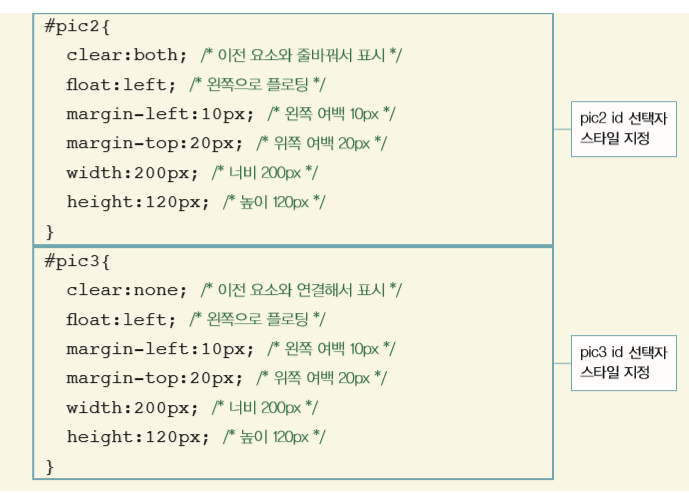 #pic2{
clear:both; /* 이전 요소와 줄바꿔서 표시 */
float:left; /* 왼쪽으로 플로팅 */
margin-left:10px; /* 왼쪽 여백 10px */
margin-top:20px; /* 위쪽 여백 20px */
width:200px; /* 너비 200px */
height:120px; /* 높이 120px */
}
pic2 id 선택자
스타일 지정
#pic3{
clear:none; /* 이전 요소와 연결해서 표시 */
float:left; /* 왼쪽으로 플로팅 */
margin-left:10px; /* 왼쪽 여백 10px */
margin-top:20px; /* 위쪽 여백 20px */
width:200px; /* 너비 200px */
height:120px; /* 높이 120px */
}
pic3 id 선택자
스타일 지정